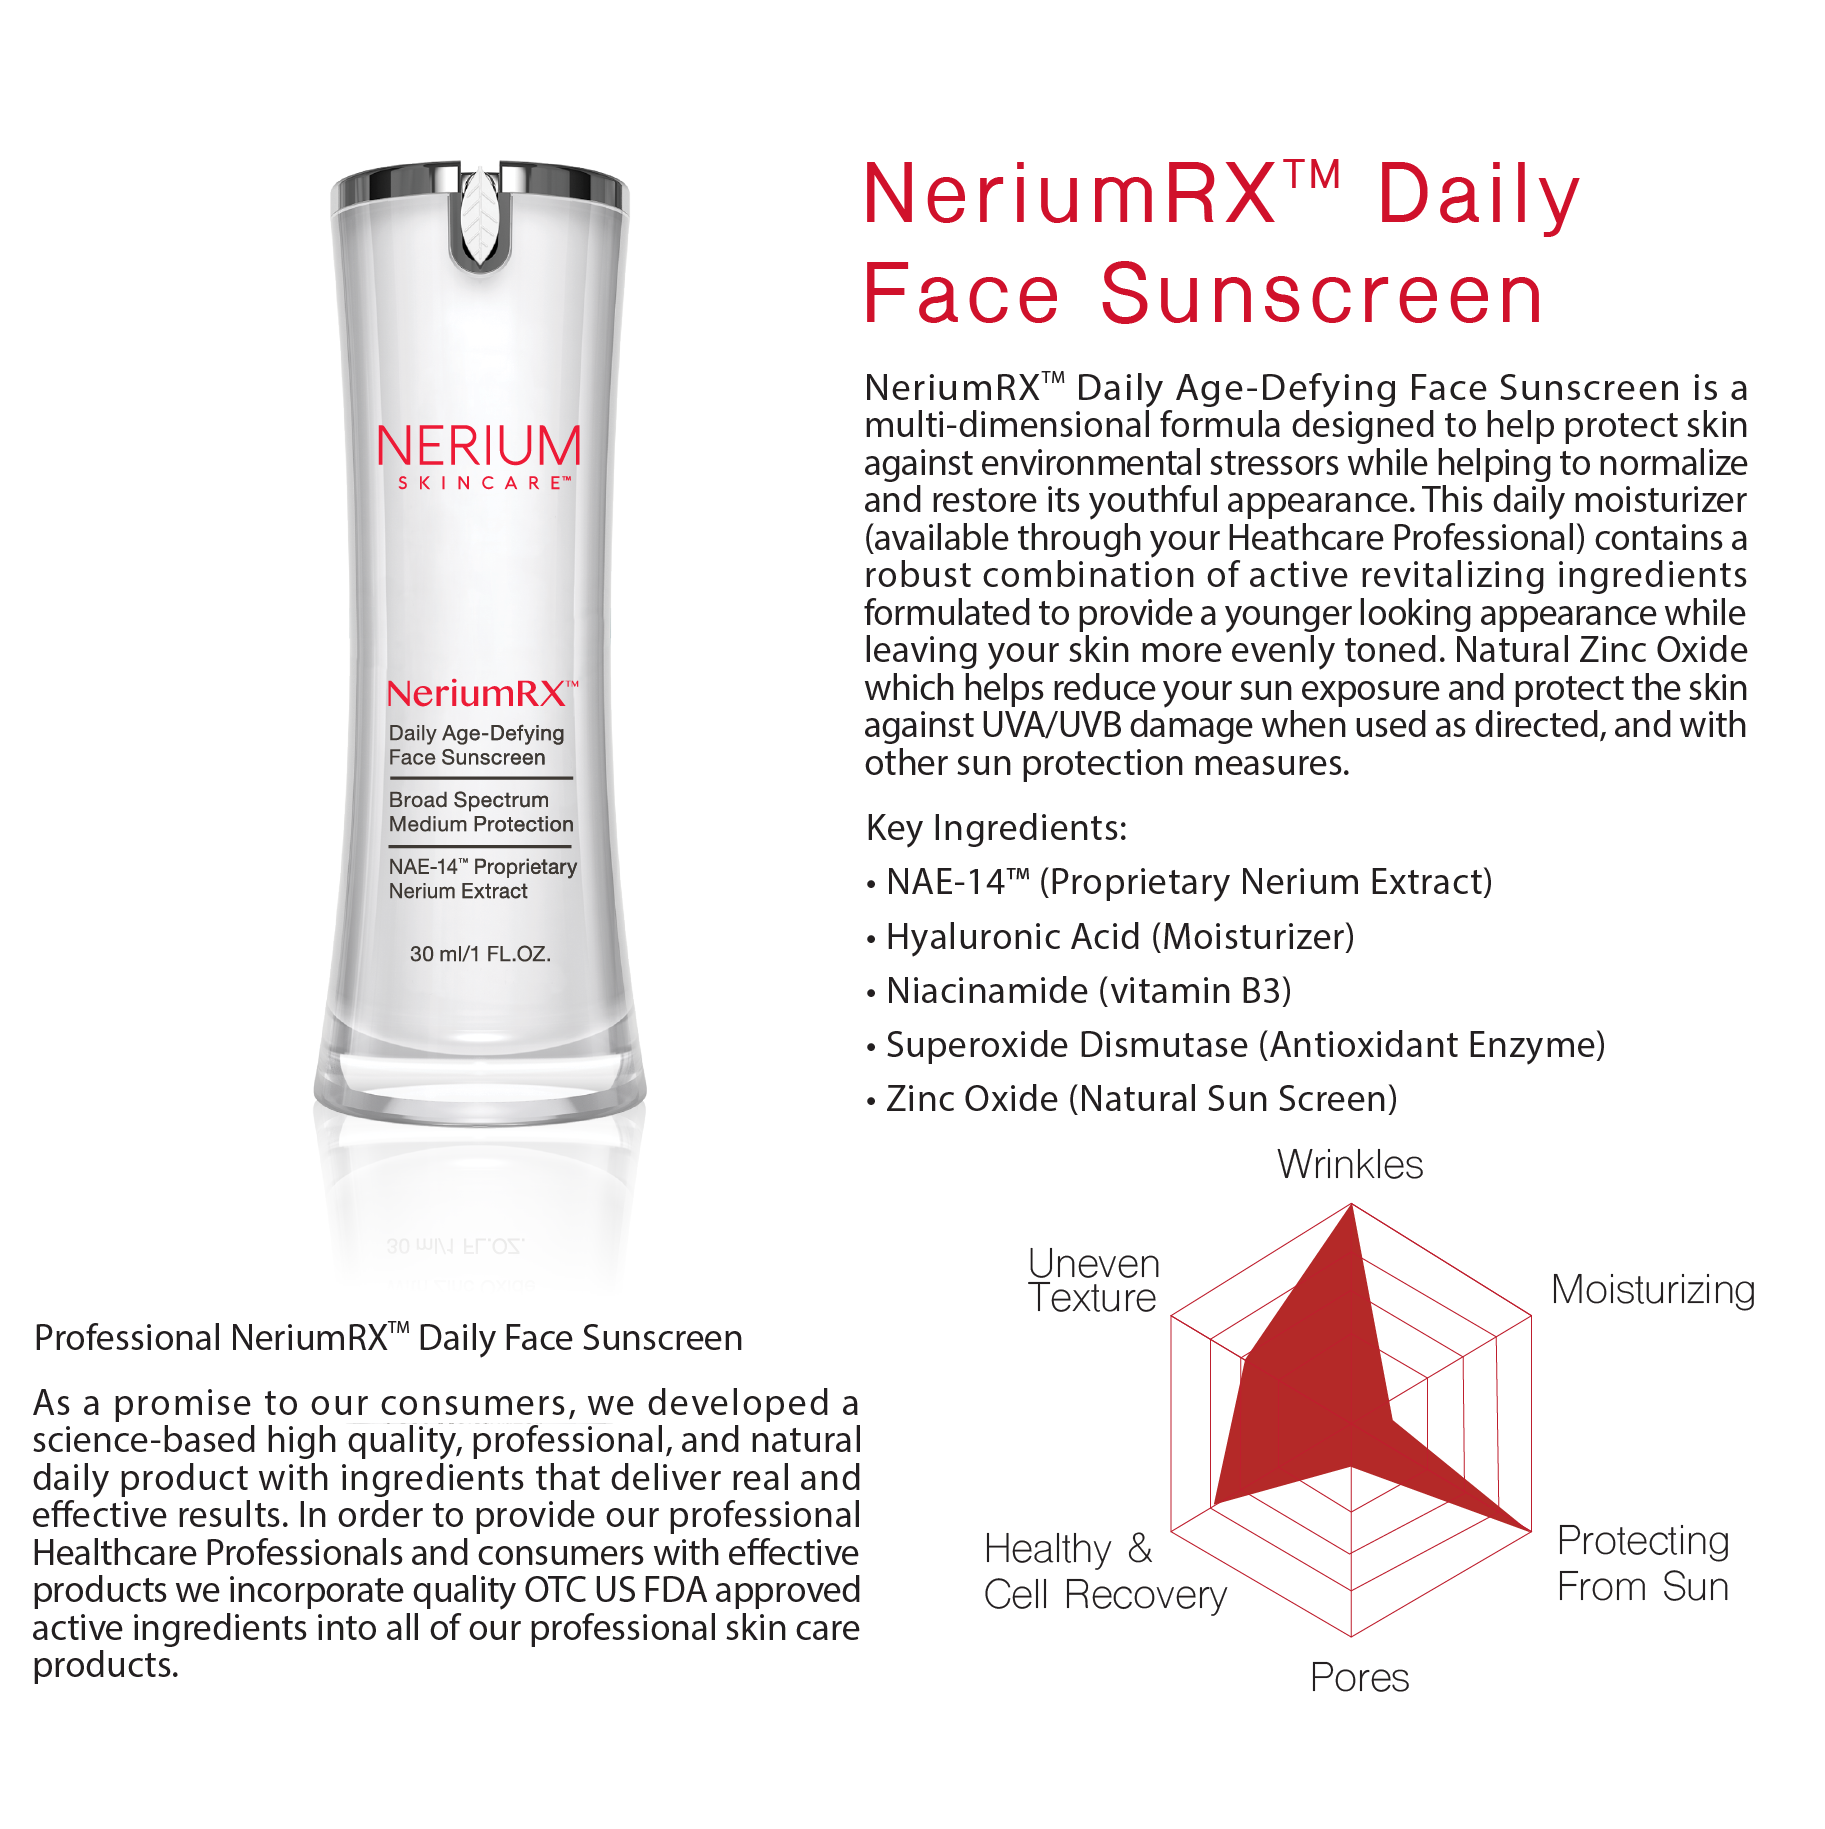 NERIUM
SKINCARE™
NeriumRX™
Daily Age-Defying
Face Sunscreen
Broad Spectrum
Medium Protection
NAE-14™ Proprietary
Nerium Extract
30 ml/1 FL.OZ.
30 ml/1 FL.OZ.
Professional NeriumRX™ Daily Face Sunscreen
As a promise to our consumers, we developed a
science-based high quality, professional, and natural
daily product with ingredients that deliver real and
effective results. In order to provide our professional
Healthcare Professionals and consumers with effective
products we incorporate quality OTC US FDA approved
active ingredients into all of our professional skin care
products.
NeriumRX™ Daily
Face Sunscreen
NeriumRX™ Daily Age-Defying Face Sunscreen is a
multi-dimensional formula designed to help protect skin
against environmental stressors while helping to normalize
and restore its youthful appearance. This daily moisturizer
(available through your Heathcare Professional) contains a
robust combination of active revitalizing ingredients
formulated to provide a younger looking appearance while
leaving your skin more evenly toned. Natural Zinc Oxide
which helps reduce your sun exposure and protect the skin
against UVA/UVB damage when used as directed, and with
other sun protection measures.
Key Ingredients:
• NAE-14™ (Proprietary Nerium Extract)
• Hyaluronic Acid (Moisturizer)
• Niacinamide (vitamin B3)
• Superoxide Dismutase (Antioxidant Enzyme)
• Zinc Oxide (Natural Sun Screen)
Wrinkles
Uneven
Texture
Moisturizing
Healthy &
Cell Recovery
Protecting
From Sun
Pores